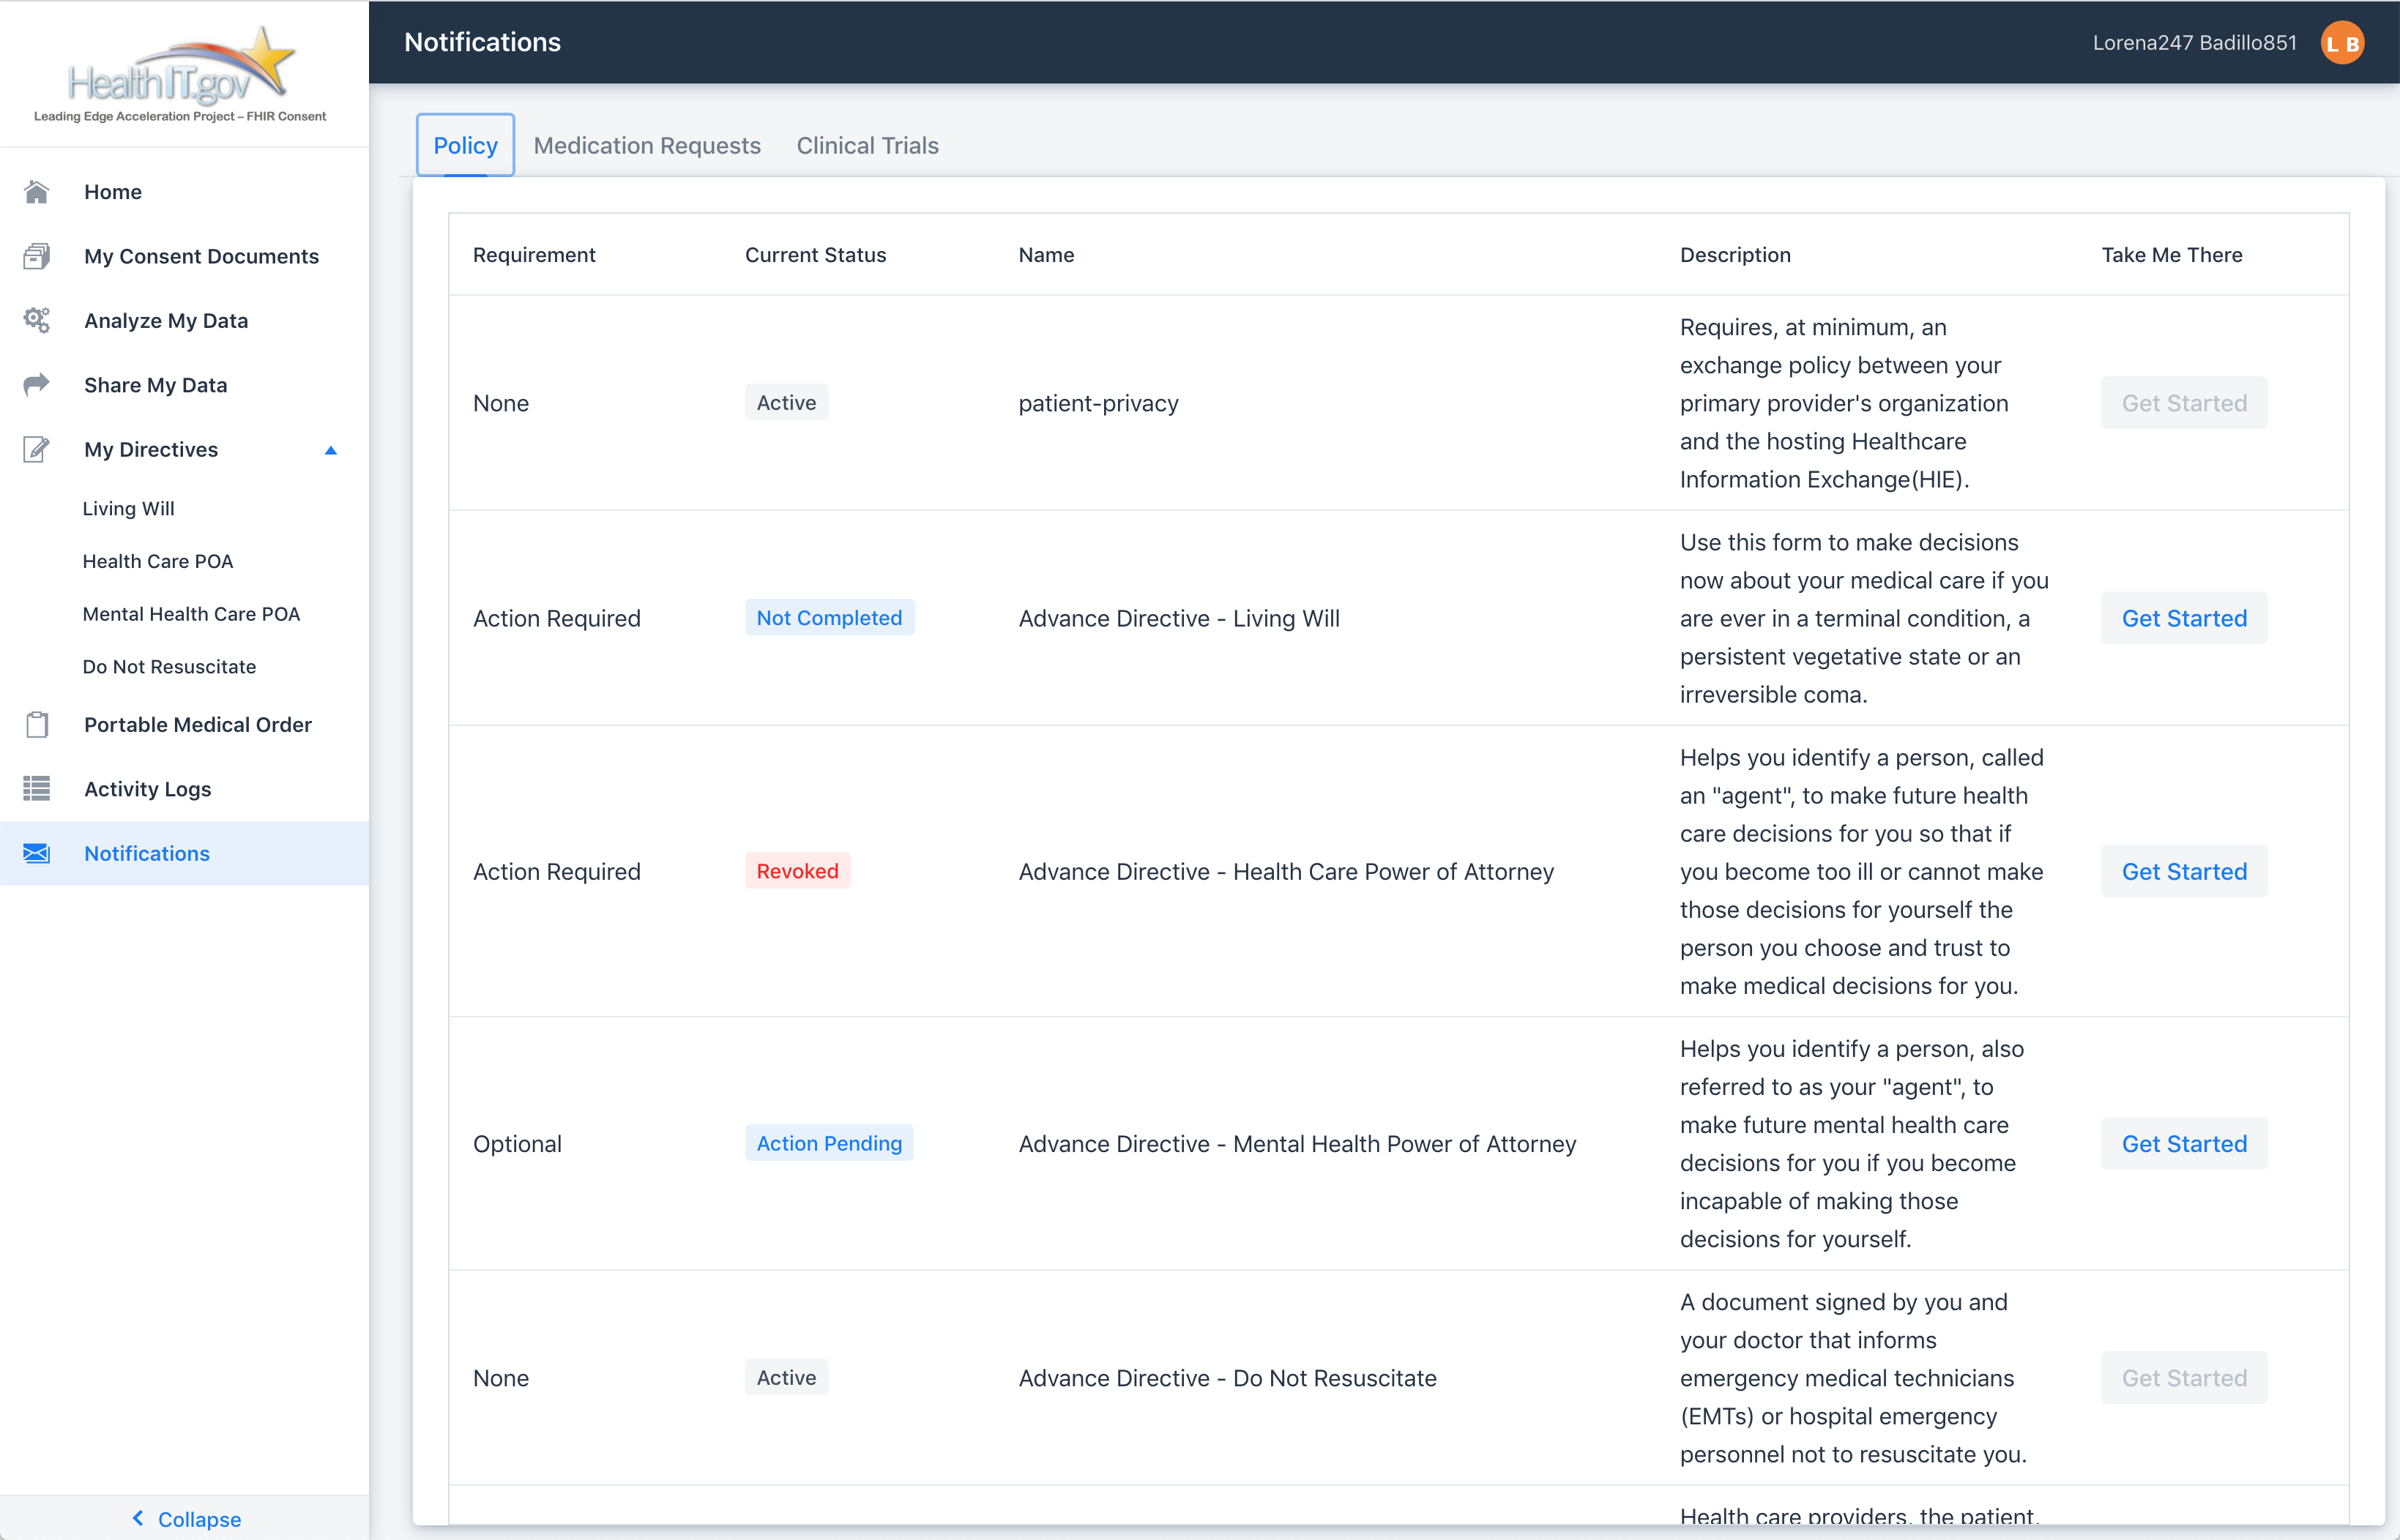 HealthIT.gov
Leading Edge Acceleration Project – FHIR Consent
Home
My Consent Documents
Analyze My Data
Share My Data
My Directives
Living Will
Health Care POA
Mental Health Care POA
Do Not Resuscitate
Portable Medical Order
Activity Logs
Notifications
Collapse
Notifications
Lorena247 Badillo851
L B
Policy
Medication Requests
Clinical Trials
Requirement
Current Status
Name
Description
Take Me There
None
Active
patient-privacy
Requires, at minimum, an
exchange policy between your
primary provider's organization
and the hosting Healthcare
Information Exchange(HIE).
Get Started
Action Required
Not Completed
Advance Directive - Living Will
Use this form to make decisions
now about your medical care if you
are ever in a terminal condition, a
persistent vegetative state or an
irreversible coma.
Get Started
Action Required
Revoked
Advance Directive - Health Care Power of Attorney
Helps you identify a person, called
an "agent", to make future health
care decisions for you so that if
you become too ill or cannot make
those decisions for yourself the
person you choose and trust to
make medical decisions for you.
Get Started
Optional
Action Pending
Advance Directive - Mental Health Power of Attorney
Helps you identify a person, also
referred to as your "agent", to
make future mental health care
decisions for you if you become
incapable of making those
decisions for yourself.
Get Started
None
Active
Advance Directive - Do Not Resuscitate
A document signed by you and
your doctor that informs
emergency medical technicians
(EMTs) or hospital emergency
personnel not to resuscitate you.
Get Started
Health care providers, the patient,